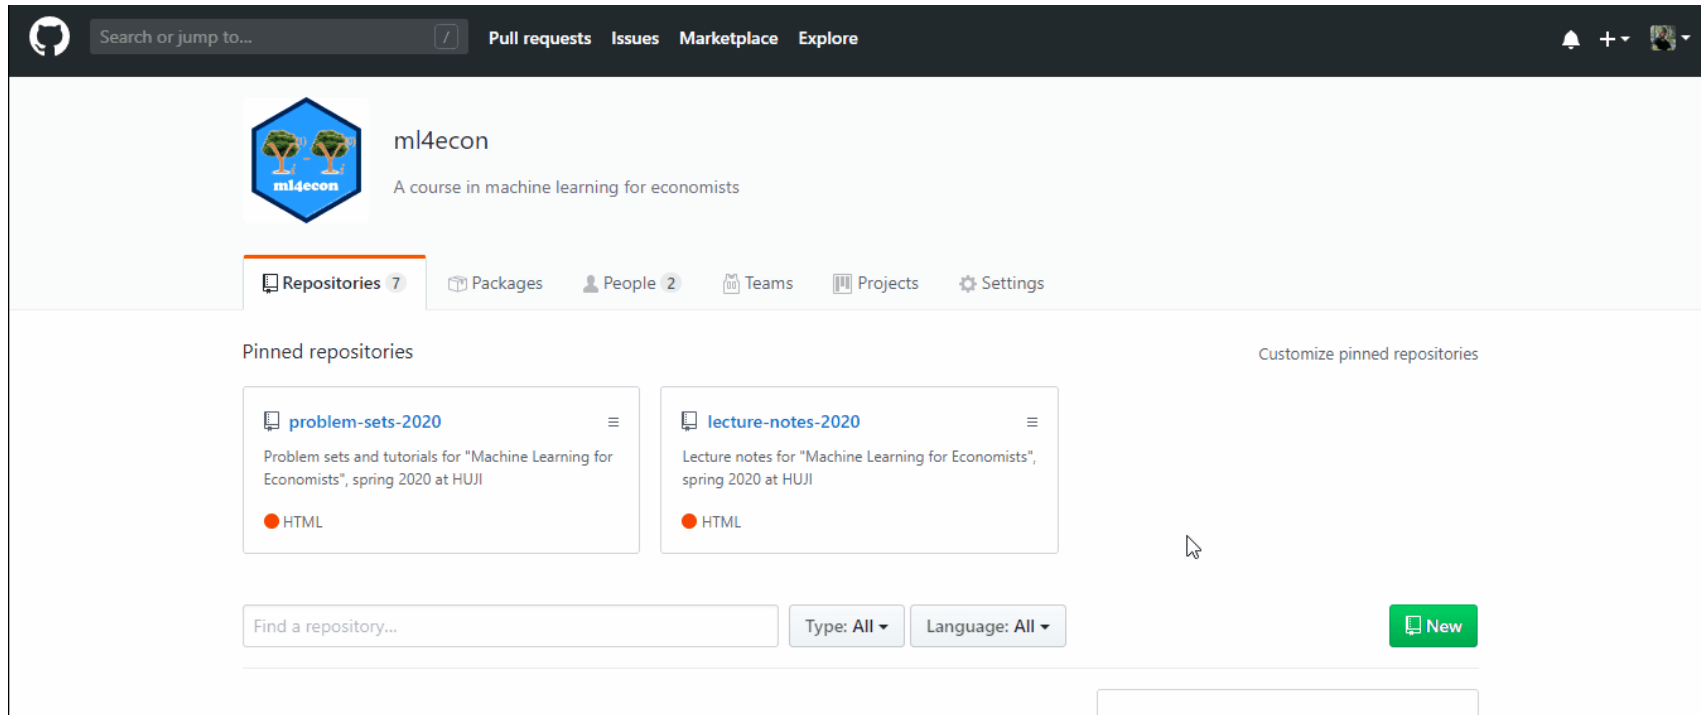 Search or jump to... /
Pull requests Issues Marketplace Explore
ml4econ
ml4econ
A course in machine learning for economists
Repositories 7 Packages People 2 Teams Projects Settings
Pinned repositories
Customize pinned repositories
problem-sets-2020
Problem sets and tutorials for "Machine Learning for
Economists", spring 2020 at HUJI
HTML
lecture-notes-2020
Lecture notes for "Machine Learning for Economists",
spring 2020 at HUJI
HTML
Find a repository...
Type: All
Language: All
New